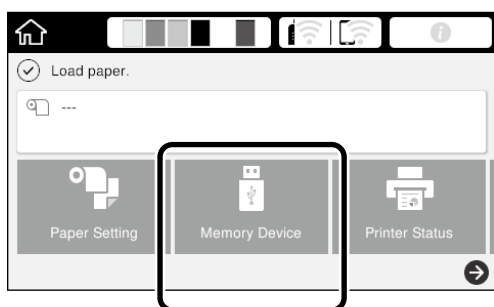 Load paper.
---
Paper Setting
Memory Device
Printer Status